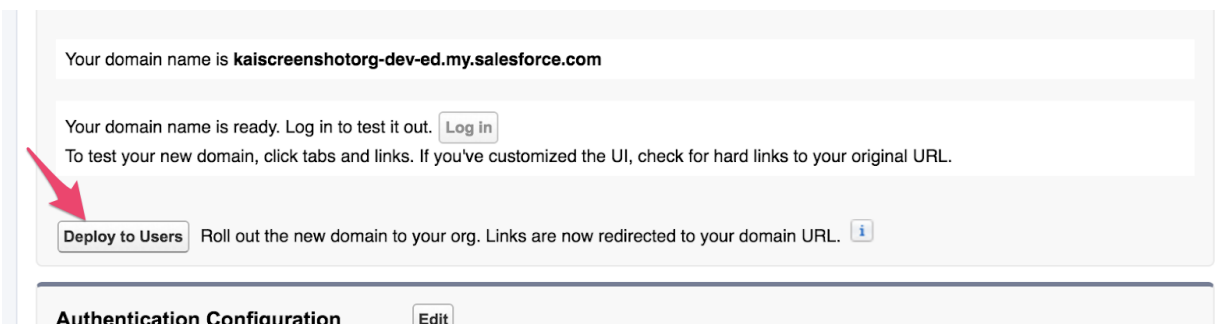 Your domain name is kaiscreenshotorg-dev-ed.my.salesforce.com
Your domain name is ready. Log in to test it out. Log in
To test your new domain, click tabs and links. If you've customized the UI, check for hard links to your original URL.
Deploy to Users Roll out the new domain to your org. Links are now redirected to your domain URL. i
Authentication Configuration Edit